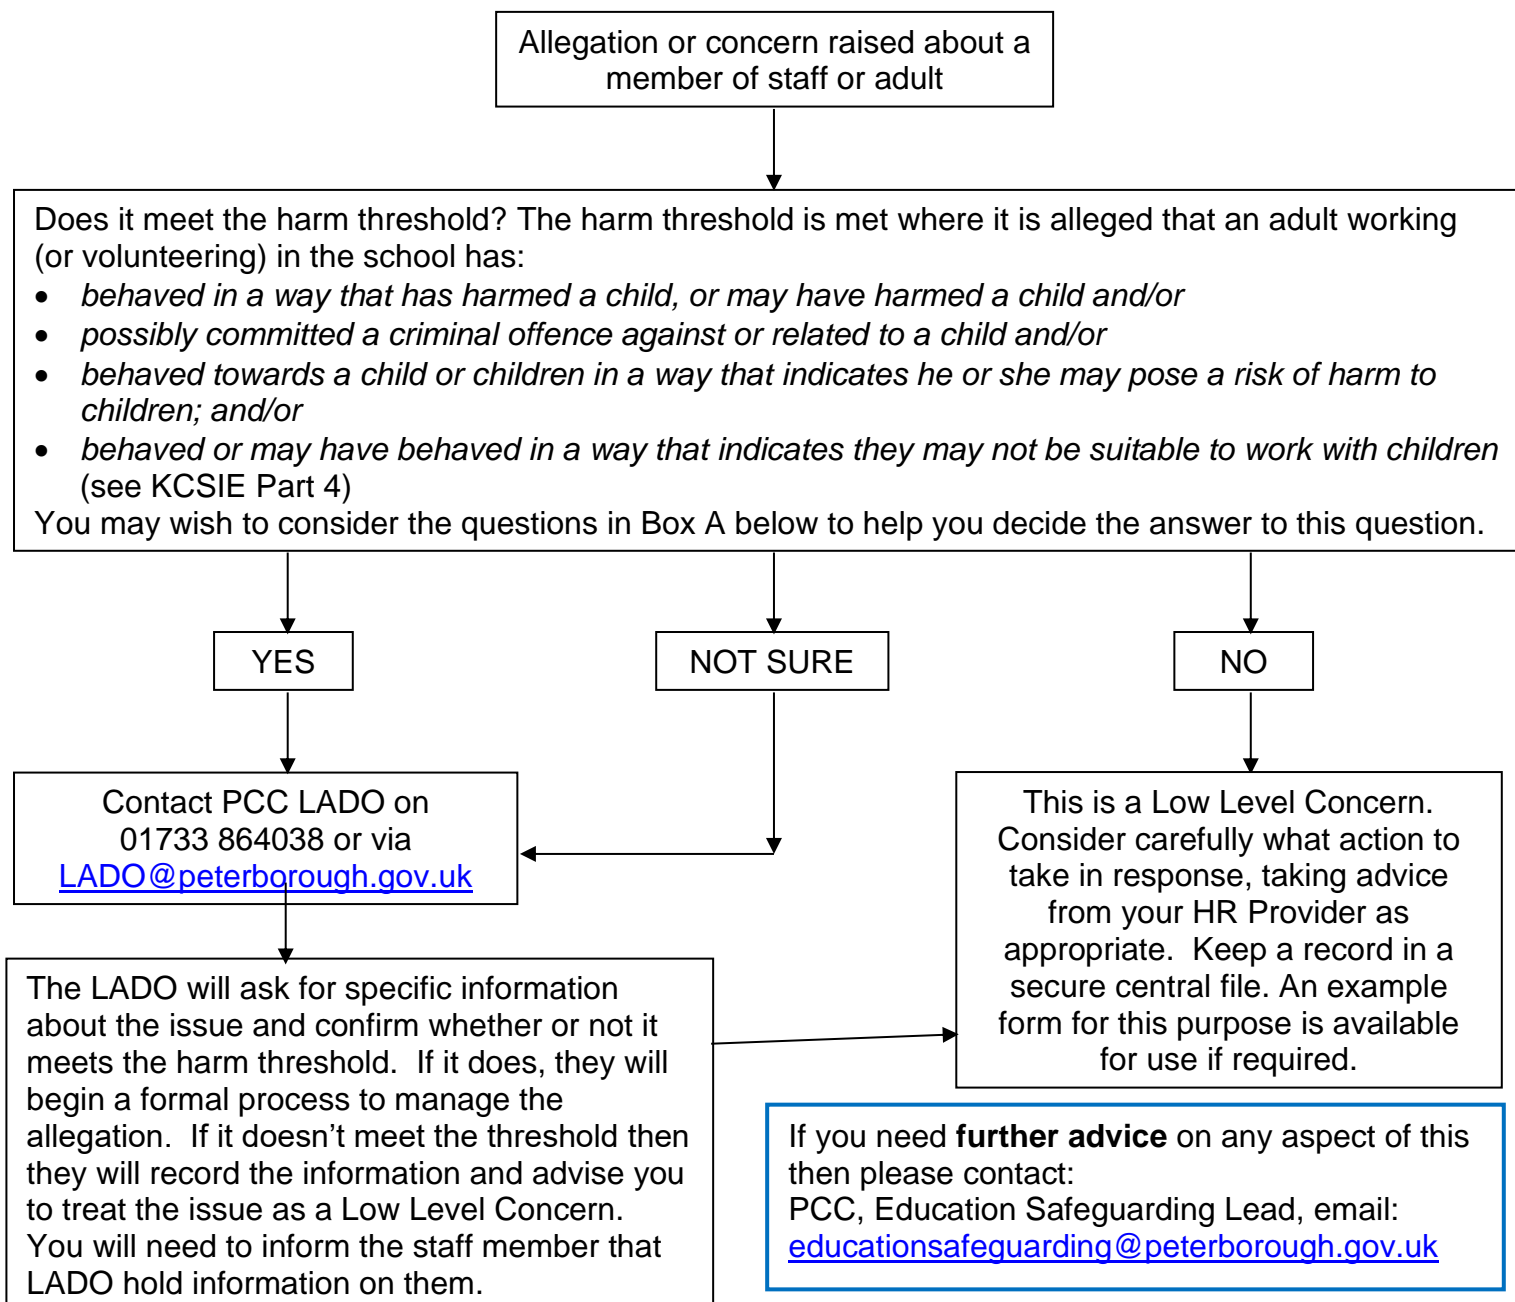 Allegation or concern raised about a
member of staff or adult
Does it meet the harm threshold? The harm threshold is met where it is alleged that an adult working
(or volunteering) in the school has:
• behaved in a way that has harmed a child, or may have harmed a child and/or
• possibly committed a criminal offence against or related to a child and/or
• behaved towards a child or children in a way that indicates he or she may pose a risk of harm to
children; and/or
• behaved or may have behaved in a way that indicates they may not be suitable to work with children
(see KCSIE Part 4)
You may wish to consider the questions in Box A below to help you decide the answer to this question.
YES
NOT SURE
NO
Contact PCC LADO on
01733 864038 or via
LADO@peterborough.gov.uk
This is a Low Level Concern.
Consider carefully what action to
take in response, taking advice
from your HR Provider as
appropriate.  Keep a record in a
secure central file. An example
form for this purpose is available
for use if required.
The LADO will ask for specific information
about the issue and confirm whether or not it
meets the harm threshold.  If it does, they will
begin a formal process to manage the
allegation.  If it doesn’t meet the threshold then
they will record the information and advise you
to treat the issue as a Low Level Concern.
You will need to inform the staff member that
LADO hold information on them.
If you need further advice on any aspect of this
then please contact:
PCC, Education Safeguarding Lead, email:
educationsafeguarding@peterborough.gov.uk